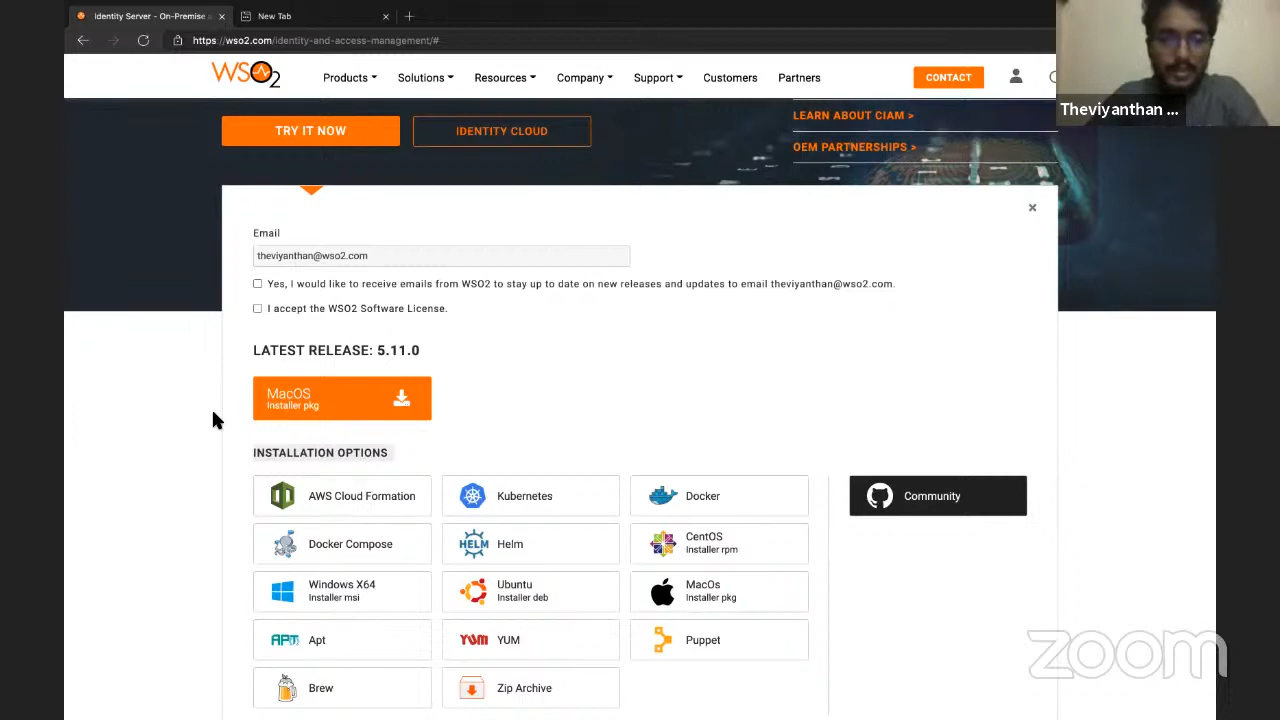 Identity Server - On-Premise a
New Tab
https://wso2.com/identity-and-access-management/#
WSO2
Products
Solutions
Resources
Company
Support
Customers
Partners
CONTACT
Theviyanthan ...
TRY IT NOW
IDENTITY CLOUD
LEARN ABOUT CIAM >
OEM PARTNERSHIPS >
Email
theviyanthan@wso2.com
Yes, I would like to receive emails from WSO2 to stay up to date on new releases and updates to email theviyanthan@wso2.com.
I accept the WSO2 Software License.
LATEST RELEASE: 5.11.0
MacOS
Installer pkg
INSTALLATION OPTIONS
AWS Cloud Formation
Kubernetes
Docker
Community
Docker Compose
HELM
Helm
CentOS
Installer rpm
Windows X64
Installer msi
Ubuntu
Installer deb
MacOs
Installer pkg
APT
Apt
YUM
YUM
Puppet
Brew
Zip Archive
zoom